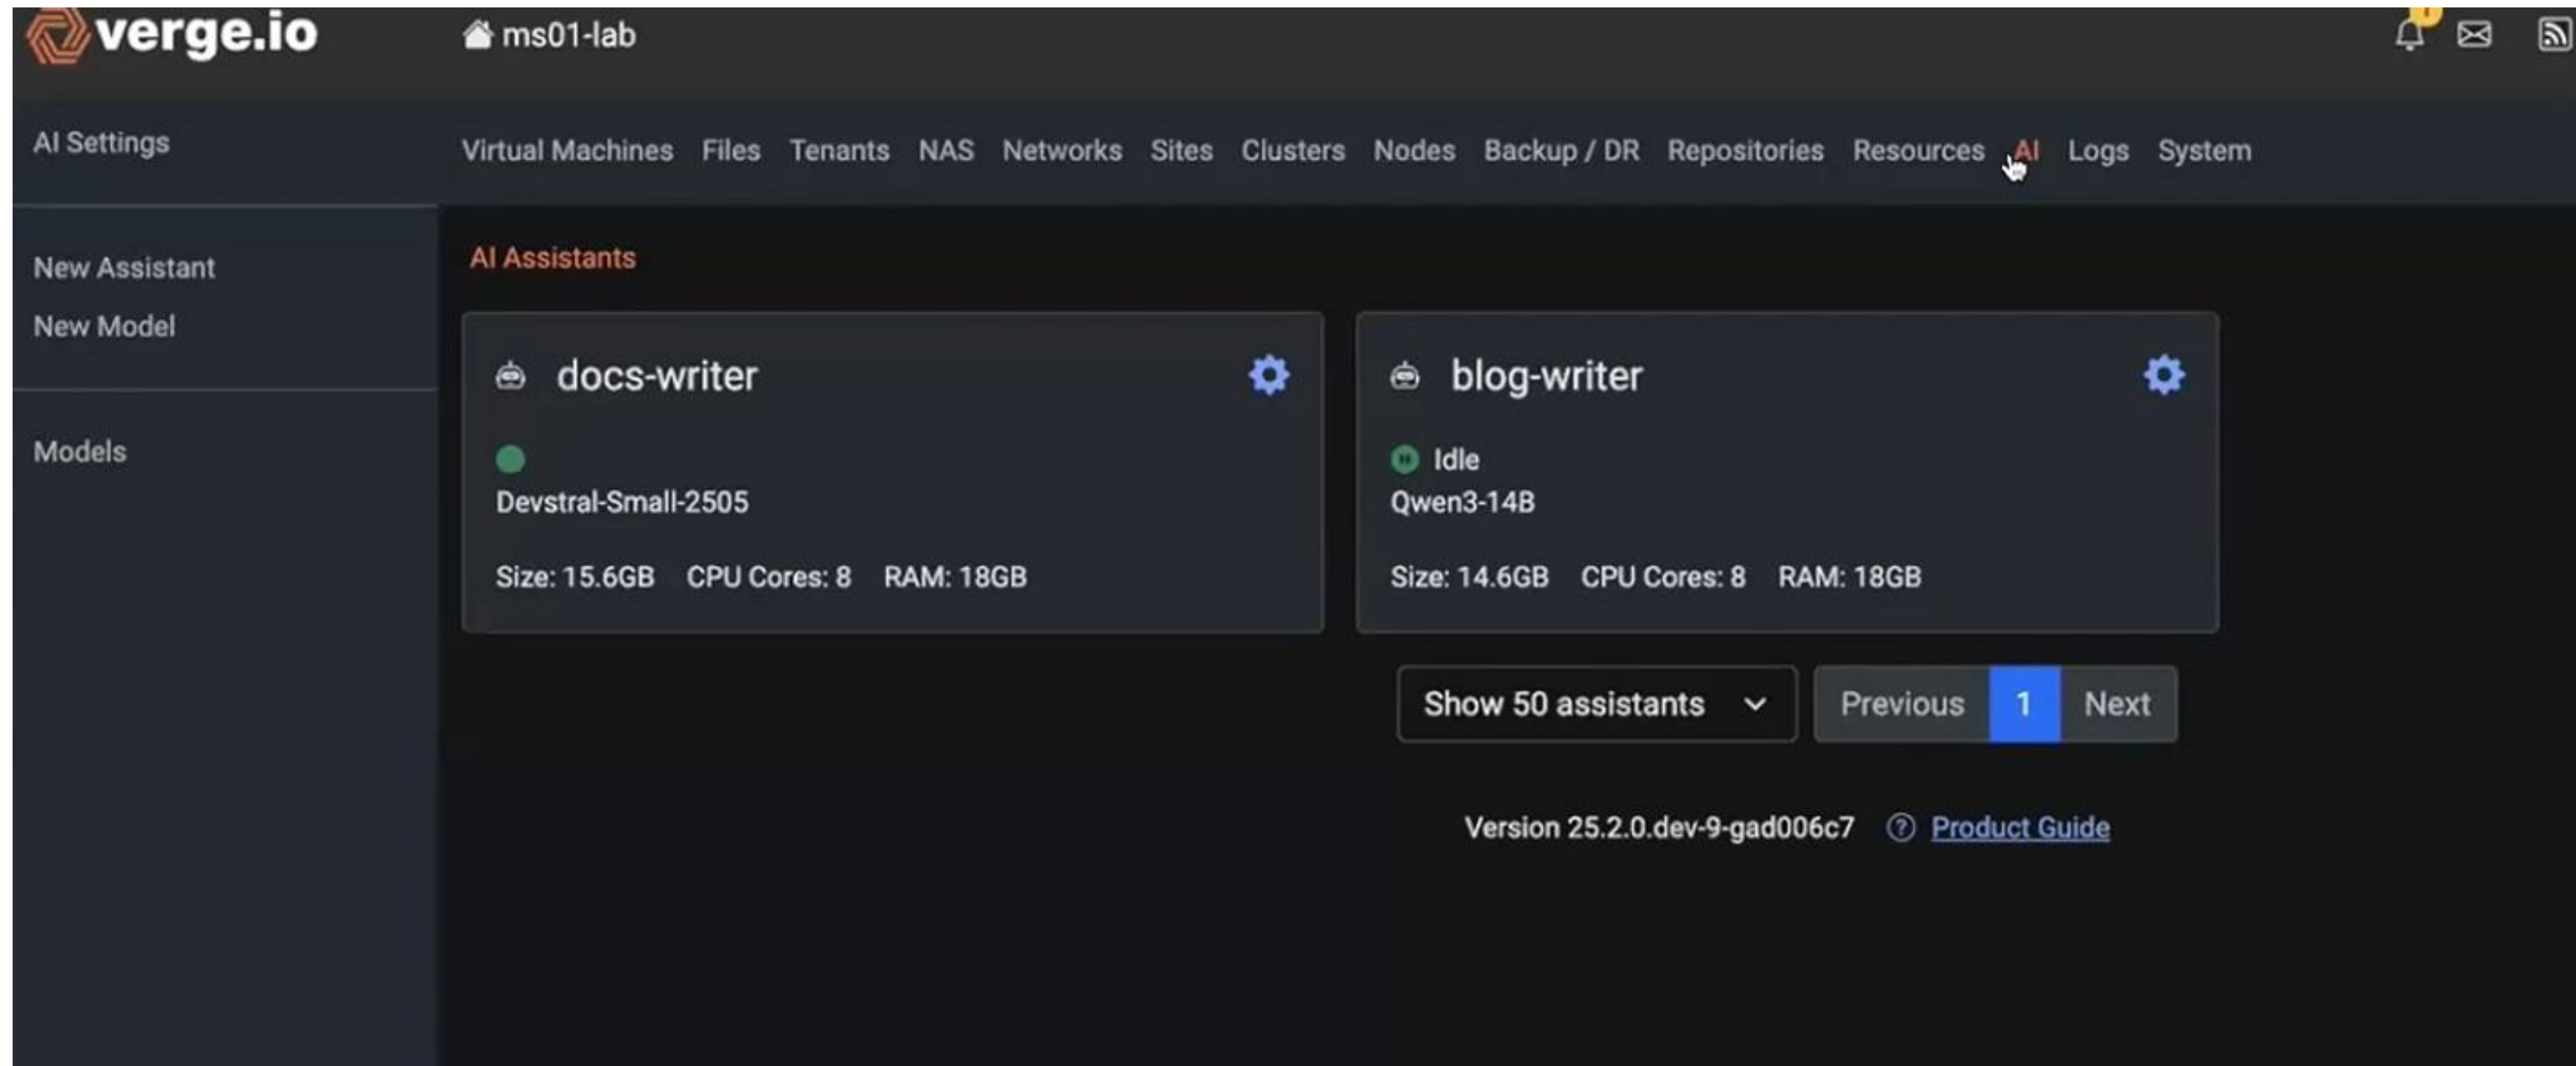 verge.io
ms01-lab
AI Settings
Virtual Machines Files Tenants NAS Networks Sites Clusters Nodes Backup / DR Repositories Resources AI Logs System
New Assistant
New Model
Models
AI Assistants
docs-writer
Devstral-Small-2505
Size: 15.6GB CPU Cores: 8 RAM: 18GB
blog-writer
Idle
Qwen3-14B
Size: 14.6GB CPU Cores: 8 RAM: 18GB
Show 50 assistants
Previous 1 Next
Version 25.2.0.dev-9-gad006c7 Product Guide